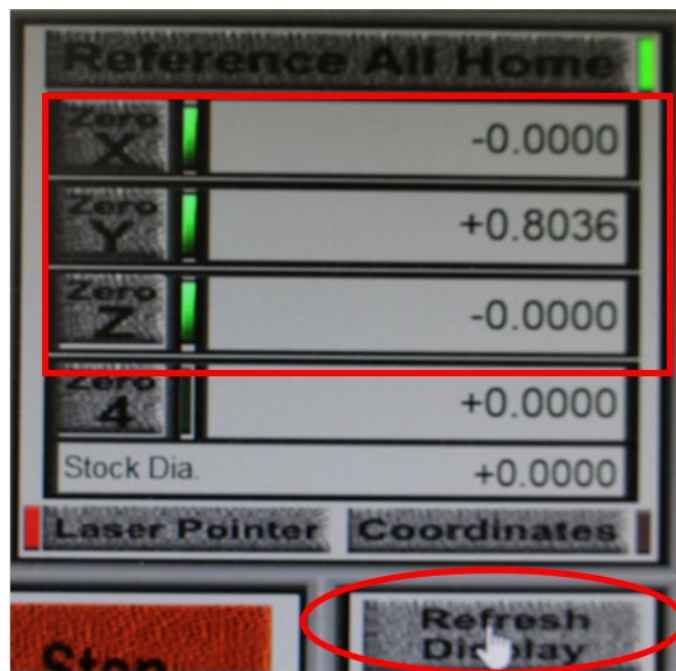 Reference All Home
Zero X -0.0000
Zero Y +0.8036
Zero Z -0.0000
Zero 4 +0.0000
Stock Dia. +0.0000
Laser Pointer Coordinates
Stop Refresh
Display